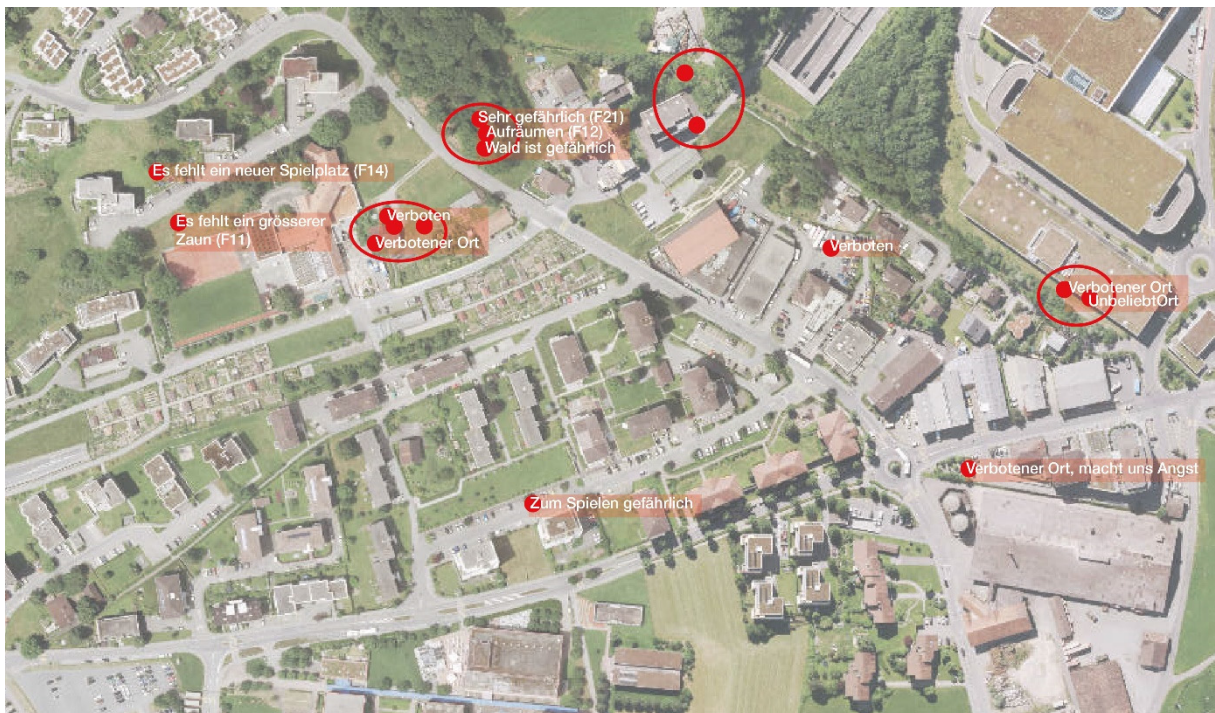 Sehr gefährlich (F21)
Aufräumen (F12)
Wald ist gefährlich
Es fehlt ein neuer Spielplatz (F14)
Es fehlt ein grösserer
Zaun (F11)
Verboten
Verbotener Ort
Verboten
Verbotener Ort
UnbeliebtOrt
Verbotener Ort, macht uns Angst
Zum Spielen gefährlich